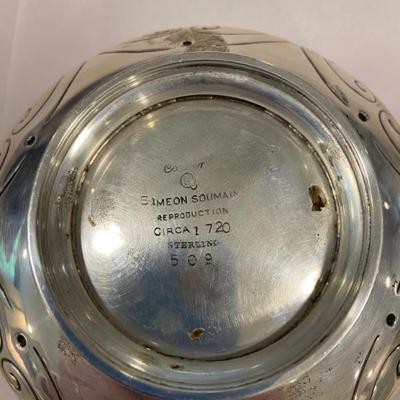 SIMEON SOUMAIN
REPRODUCTION
CIRCA 1720
STERLING
509